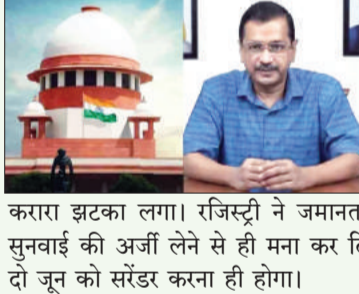 करारा झटका लगा। रजिस्ट्री ने जमानत
सुनवाई की अर्जी लेने से ही मना कर
दो जून को सरेंडर करना ही होगा।